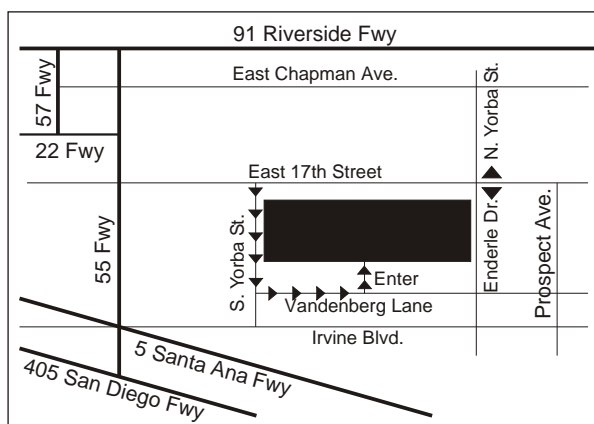 91 Riverside Fwy
East Chapman Ave.
57 Fwy
N. Yorba St.
22 Fwy
East 17th Street
55 Fwy
S. Yorba St.
Enderle Dr.
Prospect Ave.
Enter
Vandenberg Lane
Irvine Blvd.
5 Santa Ana Fwy
405 San Diego Fwy